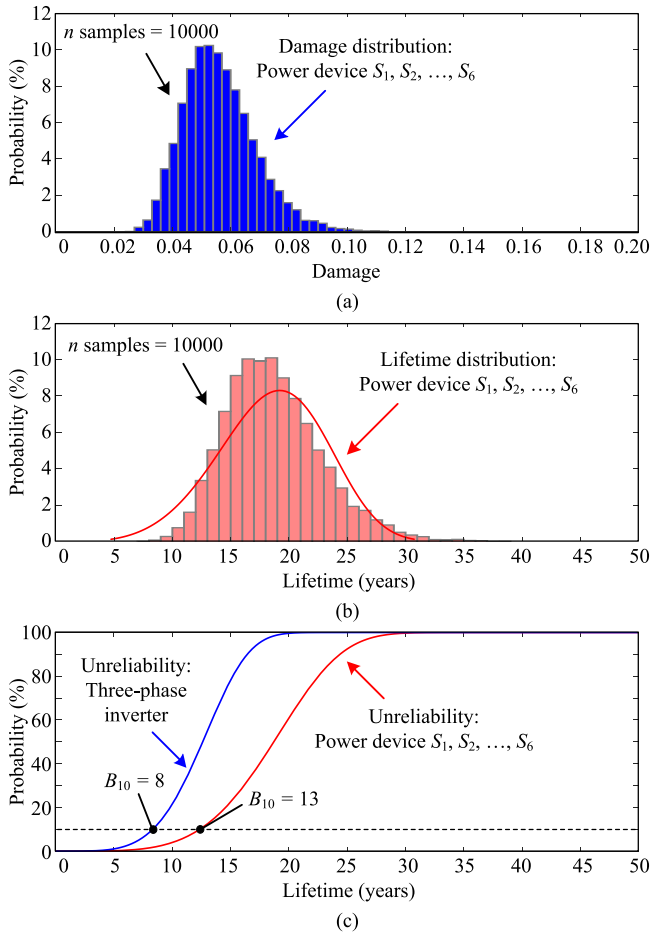 12
10
8
6
4
2
0
Probability (%)
n samples = 10000
Damage distribution:
Power device S1, S2, …, S6
0 0.02 0.04 0.06 0.08 0.10 0.12 0.14 0.16 0.18 0.20
Damage
(a)
12
10
8
6
4
2
0
Probability (%)
n samples = 10000
Lifetime distribution:
Power device S1, S2, …, S6
0 5 10 15 20 25 30 35 40 45 50
Lifetime (years)
(b)
100
80
60
40
20
10
0
Probability (%)
Unreliability:
Three-phase
inverter
Unreliability:
Power device S1, S2, …, S6
B10 = 8
B10 = 13
0 5 10 15 20 25 30 35 40 45 50
Lifetime (years)
(c)